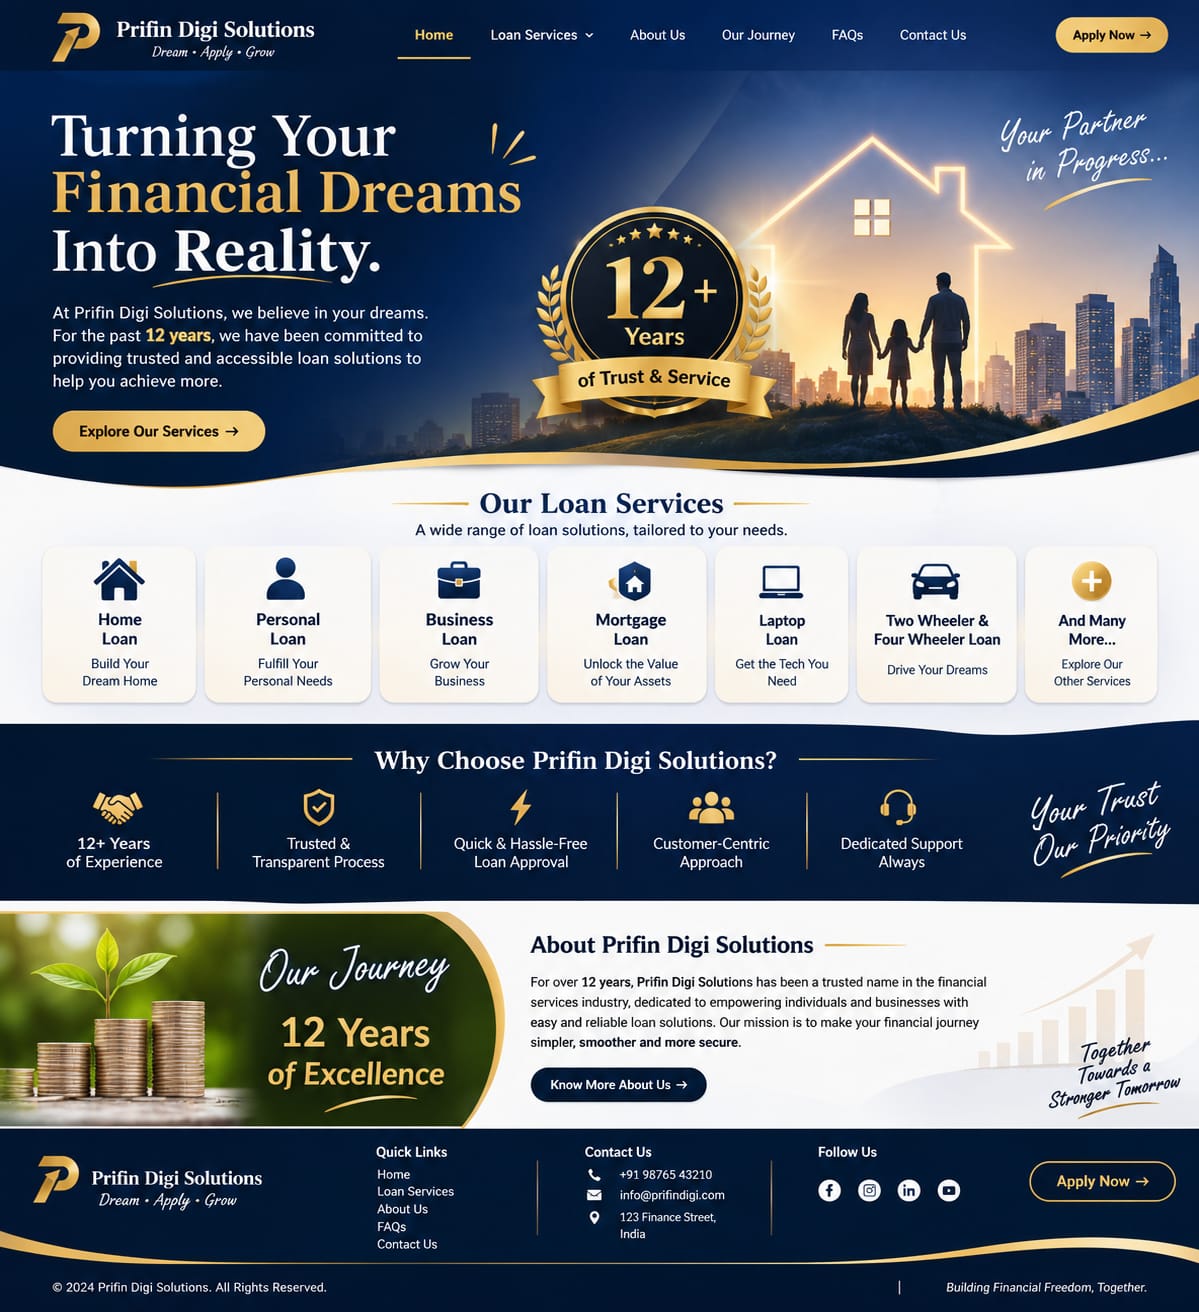 Prifin Digi Solutions
Dream • Apply • Grow
Home
Loan Services
About Us
Our Journey
FAQs
Contact Us
Apply Now →
Turning Your
Financial Dreams
Into Reality.
At Prifin Digi Solutions, we believe in your dreams.
For the past 12 years, we have been committed to
providing trusted and accessible loan solutions to
help you achieve more.
Explore Our Services →
12+
Years
of Trust & Service
Your Partner
in Progress...
Our Loan Services
A wide range of loan solutions, tailored to your needs.
Home
Loan
Build Your
Dream Home
Personal
Loan
Fulfill Your
Personal Needs
Business
Loan
Grow Your
Business
Mortgage
Loan
Unlock the Value
of Your Assets
Laptop
Loan
Get the Tech You
Need
Two Wheeler &
Four Wheeler Loan
Drive Your Dreams
And Many
More...
Explore Our
Other Services
Why Choose Prifin Digi Solutions?
12+ Years
of Experience
Trusted &
Transparent Process
Quick & Hassle-Free
Loan Approval
Customer-Centric
Approach
Dedicated Support
Always
Your Trust
Our Priority
Our Journey
12 Years
of Excellence
About Prifin Digi Solutions
For over 12 years, Prifin Digi Solutions has been a trusted name in the financial
services industry, dedicated to empowering individuals and businesses with
easy and reliable loan solutions. Our mission is to make your financial journey
simpler, smoother and more secure.
Know More About Us →
Together
Towards a
Stronger Tomorrow
Prifin Digi Solutions
Dream • Apply • Grow
Quick Links
Home
Loan Services
About Us
FAQs
Contact Us
Contact Us
+91 98765 43210
info@prifindigi.com
123 Finance Street,
India
Follow Us
Apply Now →
© 2024 Prifin Digi Solutions. All Rights Reserved.
|
Building Financial Freedom, Together.